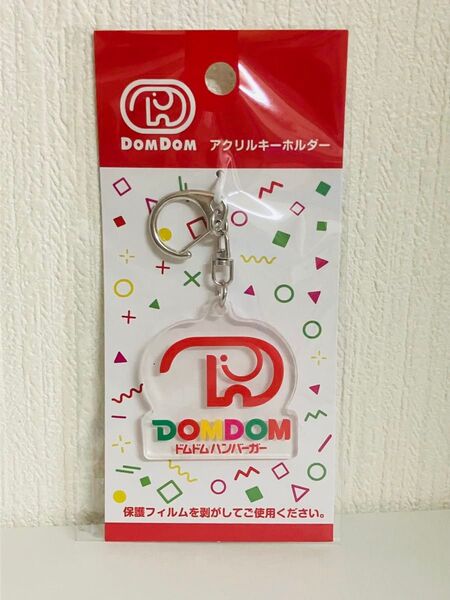 DOMDOM アクリルキーホルダー
DOMDOM
ドムドムハンバーガー
保護フィルムを剥がしてご使用ください。